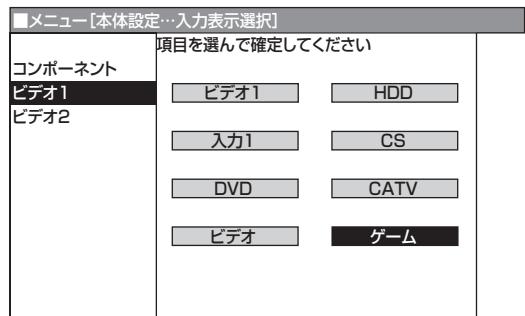 ■メニュー[本体設定…入力表示選択]
項目を選んで確定してください
コンポーネント
ビデオ1
ビデオ2
ビデオ1 HDD
入力1 CS
DVD CATV
ビデオ ゲーム